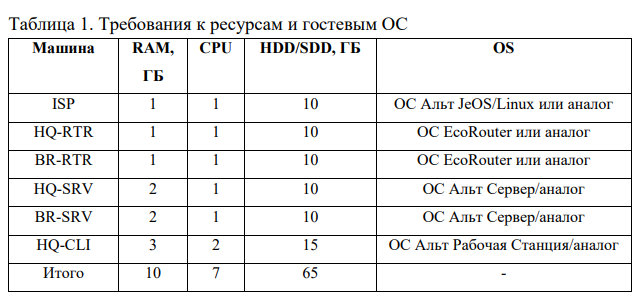 Таблица 1. Требования к ресурсам и гостевым ОС
Машина RAM, ГБ CPU HDD/SDD, ГБ OS
ISP 1 1 10 ОС Альт JeOS/Linux или аналог
HQ-RTR 1 1 10 ОС EcoRouter или аналог
BR-RTR 1 1 10 ОС EcoRouter или аналог
HQ-SRV 2 1 10 ОС Альт Сервер/аналог
BR-SRV 2 1 10 ОС Альт Сервер/аналог
HQ-CLI 3 2 15 ОС Альт Рабочая Станция/аналог
Итого 10 7 65 -